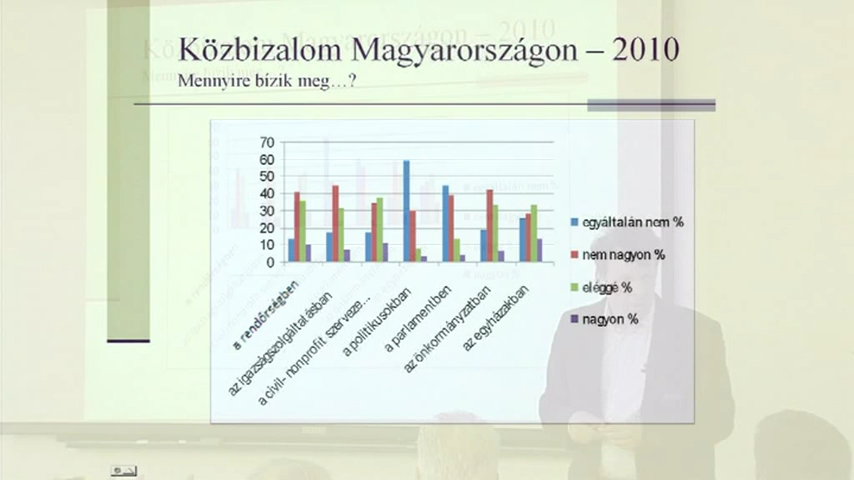 Közbizalom Magyarországon – 2010
Mennyire bízik meg…?
70
60
50
40
30
20
10
0
a rendőrségben
az igazságszolgáltatásban
a civil- nonprofit szerveze...
a politikusokban
a parlamentben
az önkormányzatban
az egyházakban
egyáltalán nem %
nem nagyon %
eléggé %
nagyon %